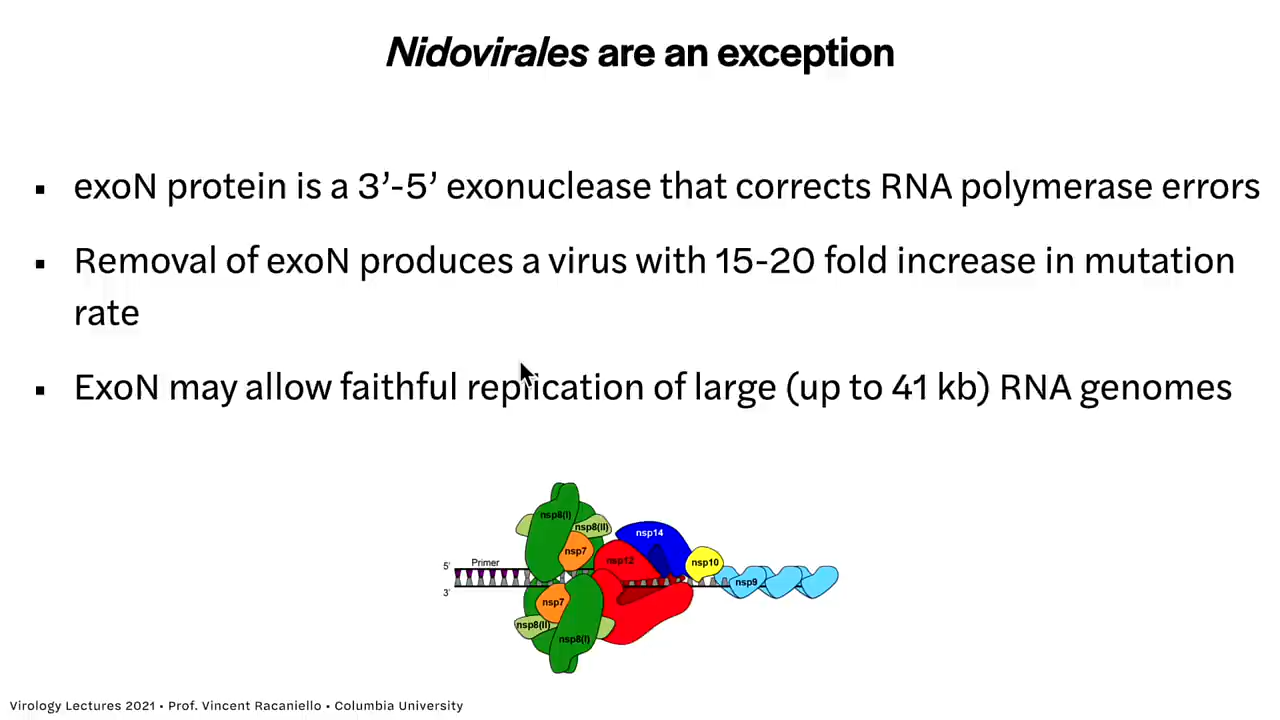 Nidovirales are an exception
▪ exoN protein is a 3’-5’ exonuclease that corrects RNA polymerase errors
▪ Removal of exoN produces a virus with 15-20 fold increase in mutation
rate
▪ ExoN may allow faithful replication of large (up to 41 kb) RNA genomes
nsp8(I)
nsp8(II)
nsp14
nsp7
nsp12
nsp10
5'
Primer
nsp9
3'
nsp7
nsp8(II)
nsp8(I)
Virology Lectures 2021 • Prof. Vincent Racaniello • Columbia University